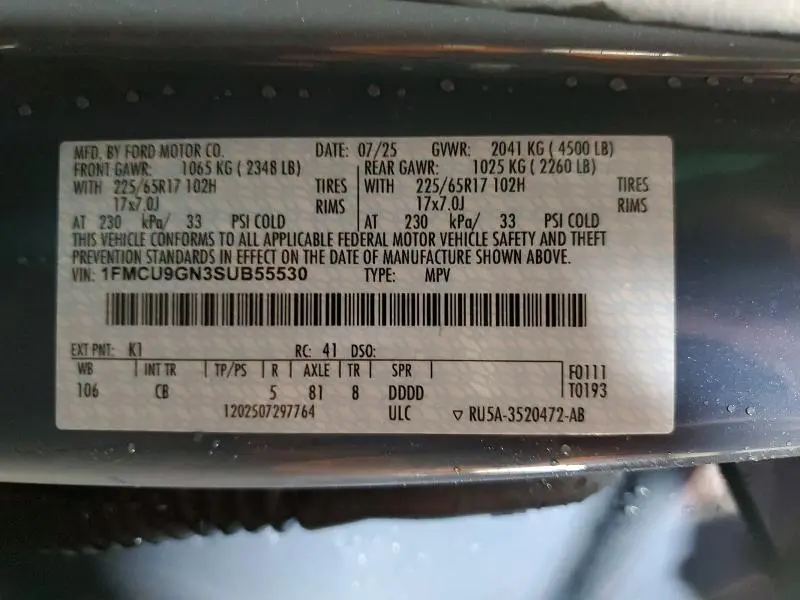 MFD. BY FORD MOTOR CO. DATE: 07/25 GVWR: 2041 KG ( 4500 LB)
FRONT GAWR: 1065 KG ( 2348 LB) REAR GAWR: 1025 KG ( 2260 LB)
WITH 225/65R17 102H TIRES WITH 225/65R17 102H TIRES
17x7.0J RIMS 17x7.0J RIMS
AT 230 kPa/ 33 PSI COLD AT 230 kPa/ 33 PSI COLD
THIS VEHICLE CONFORMS TO ALL APPLICABLE FEDERAL MOTOR VEHICLE SAFETY AND THEFT
PREVENTION STANDARDS IN EFFECT ON THE DATE OF MANUFACTURE SHOWN ABOVE.
VIN: 1FMCU9GN3SUB55530 TYPE: MPV
EXT PNT: K1 RC: 41 DSO:
WB INT TR TP/PS R AXLE TR SPR F0111
106 CB 5 81 8 DDDD T0193
1202507297764 ULC ▽ RU5A-3520472-AB